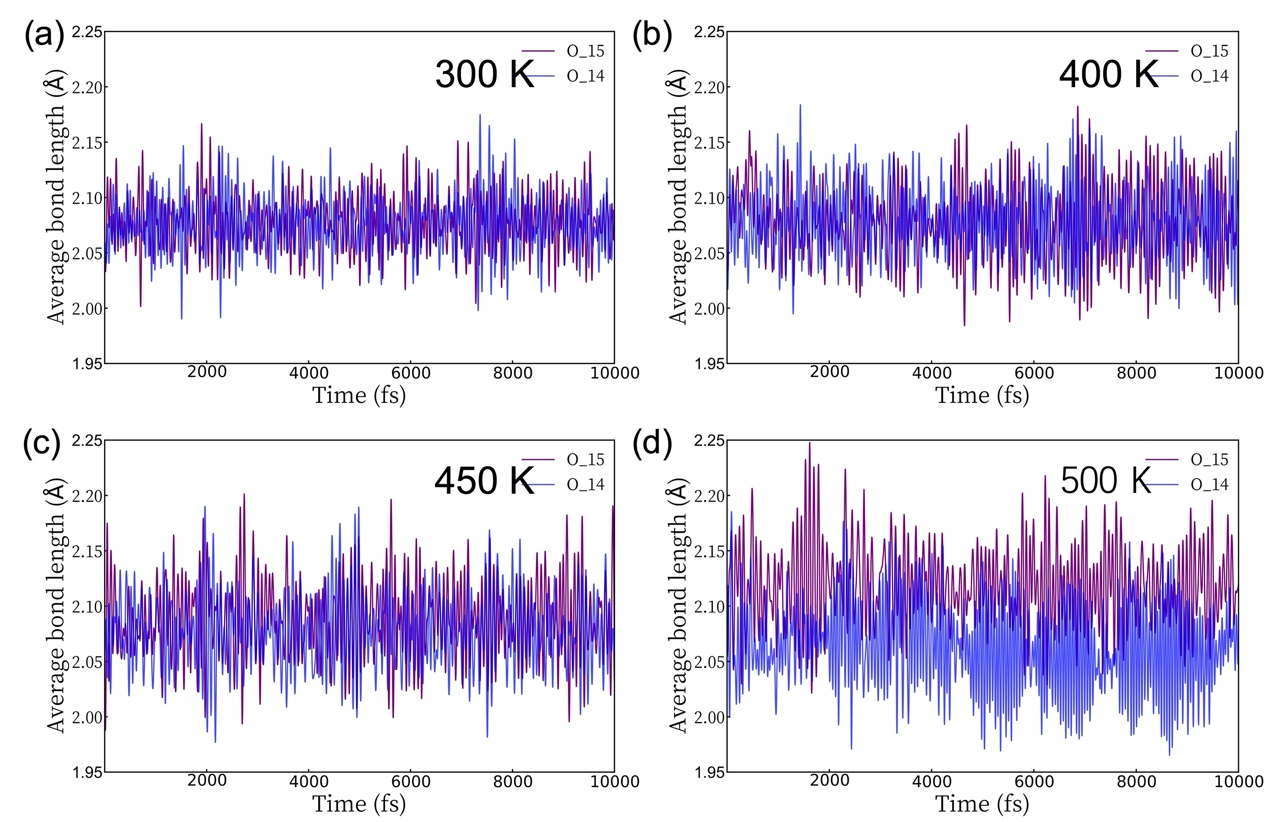 (a)
2.25
2.20
2.15
2.10
2.05
2.00
1.95
Average bond length (Å)
300 K
O_15
O_14
2000 4000 6000 8000 10000
Time (fs)
(b)
2.25
2.20
2.15
2.10
2.05
2.00
1.95
Average bond length (Å)
400 K
O_15
O_14
2000 4000 6000 8000 10000
Time (fs)
(c)
2.25
2.20
2.15
2.10
2.05
2.00
1.95
Average bond length (Å)
450 K
O_15
O_14
2000 4000 6000 8000 10000
Time (fs)
(d)
2.25
2.20
2.15
2.10
2.05
2.00
1.95
Average bond length (Å)
500 K
O_15
O_14
2000 4000 6000 8000 10000
Time (fs)